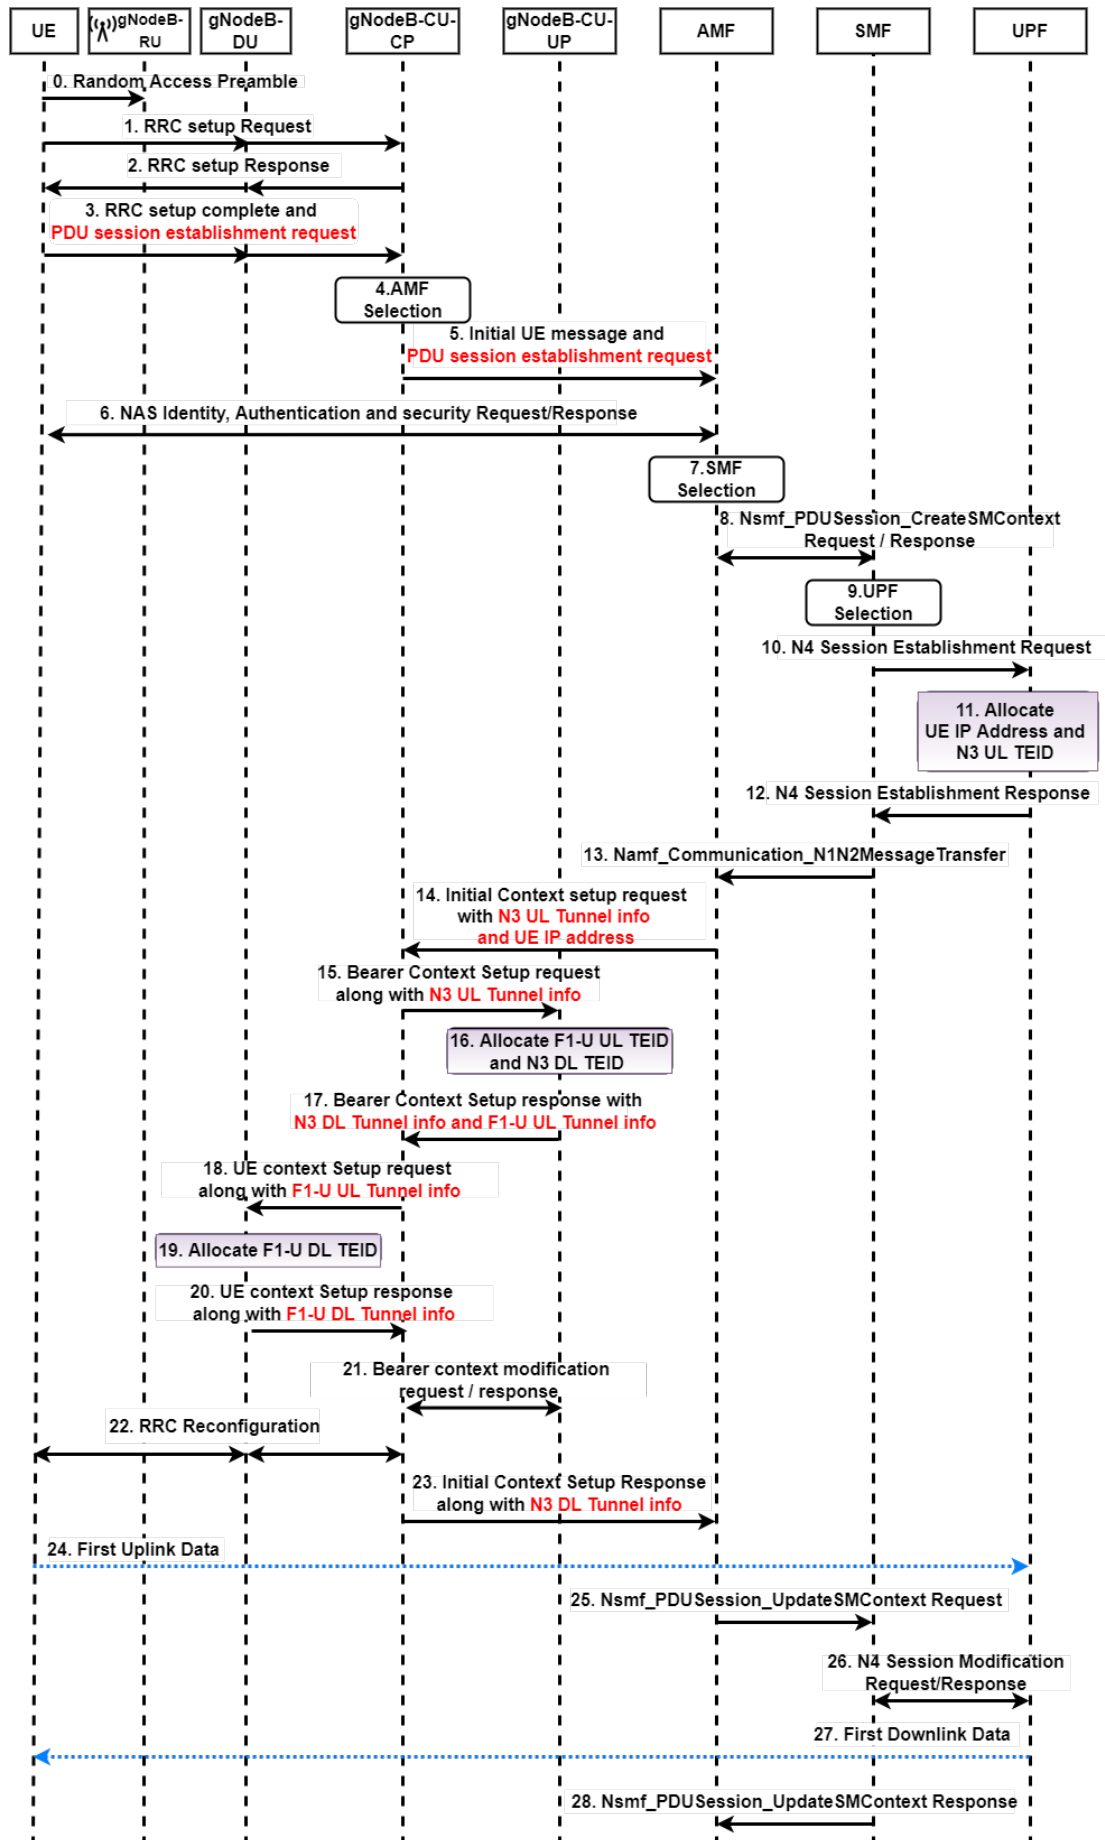 UE
gNodeB-
RU
gNodeB-
DU
gNodeB-CU-
CP
gNodeB-CU-
UP
AMF
SMF
UPF
0. Random Access Preamble
1. RRC setup Request
2. RRC setup Response
3. RRC setup complete and
PDU session establishment request
4.AMF
Selection
5. Initial UE message and
PDU session establishment request
6. NAS Identity, Authentication and security Request/Response
7.SMF
Selection
8. Nsmf_PDUSession_CreateSMContext
Request / Response
9.UPF
Selection
10. N4 Session Establishment Request
11. Allocate
UE IP Address and
N3 UL TEID
12. N4 Session Establishment Response
13. Namf_Communication_N1N2MessageTransfer
14. Initial Context setup request
with N3 UL Tunnel info
and UE IP address
15. Bearer Context Setup request
along with N3 UL Tunnel info
16. Allocate F1-U UL TEID
and N3 DL TEID
17. Bearer Context Setup response with
N3 DL Tunnel info and F1-U UL Tunnel info
18. UE context Setup request
along with F1-U UL Tunnel info
19. Allocate F1-U DL TEID
20. UE context Setup response
along with F1-U DL Tunnel info
21. Bearer context modification
request / response
22. RRC Reconfiguration
23. Initial Context Setup Response
along with N3 DL Tunnel info
24. First Uplink Data
25. Nsmf_PDUSession_UpdateSMContext Request
26. N4 Session Modification
Request/Response
27. First Downlink Data
28. Nsmf_PDUSession_UpdateSMContext Response